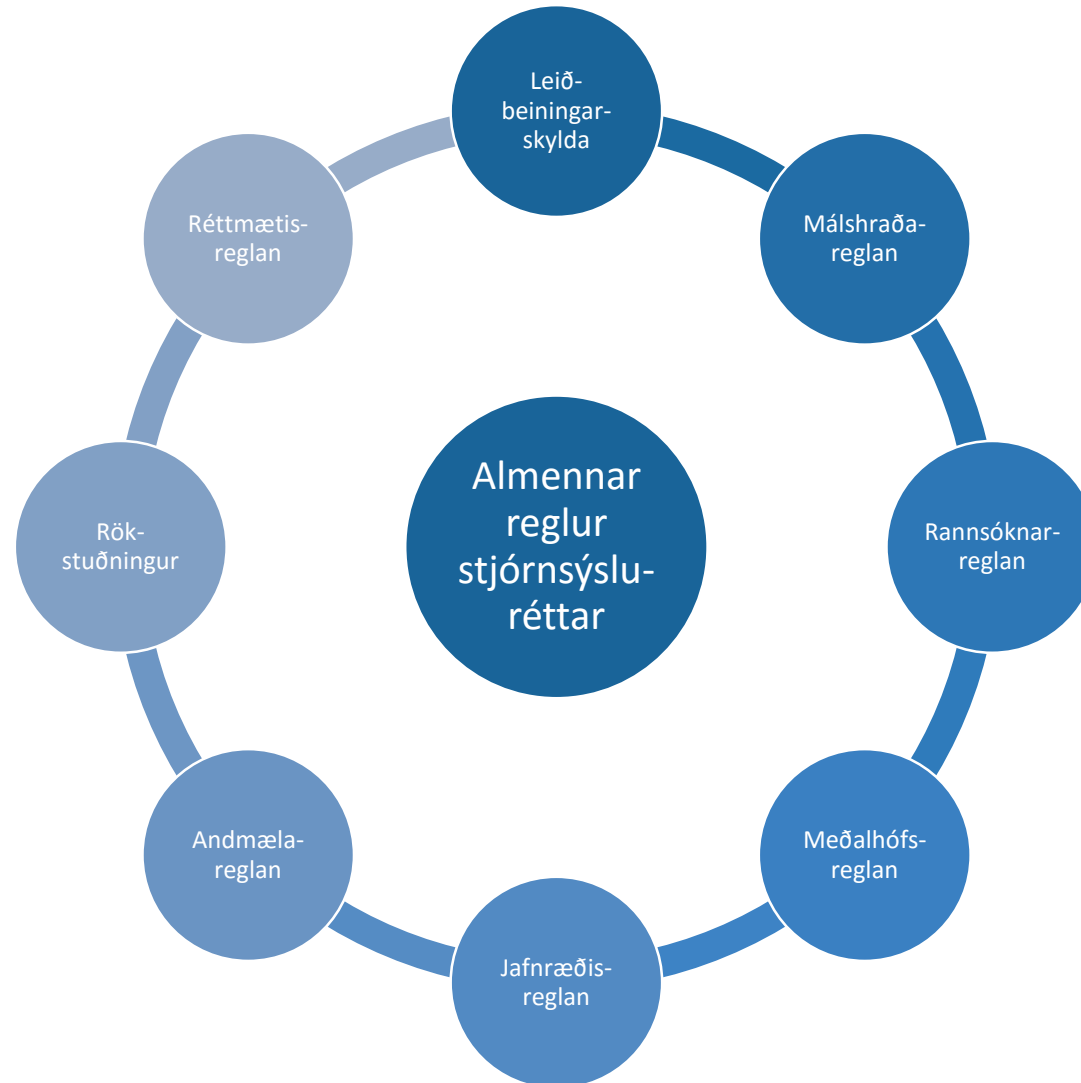 Leið-
beiningar-
skylda
Málshraða-
reglan
Rannsóknar-
reglan
Meðalhófs-
reglan
Jafnræðis-
reglan
Andmæla-
reglan
Rök-
stuðningur
Réttmætis-
reglan
Almennar
reglur
stjórnsýslu-
réttar